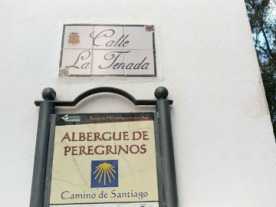 Calle
La Tenada
ALBERGUE DE
PEREGRINOS
Camino de Santiago